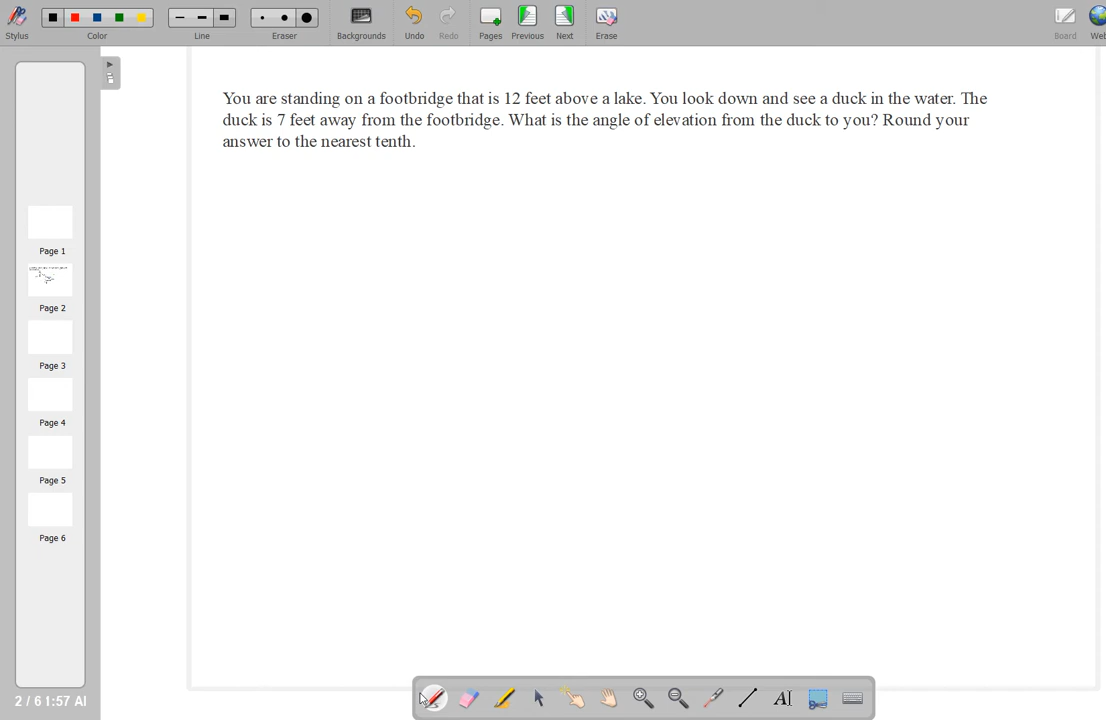 Stylus Color Line Eraser Backgrounds Undo Redo Pages Previous Next Erase Board Web
You are standing on a footbridge that is 12 feet above a lake. You look down and see a duck in the water. The
duck is 7 feet away from the footbridge. What is the angle of elevation from the duck to you? Round your
answer to the nearest tenth.
Page 1
Page 2
Page 3
Page 4
Page 5
Page 6
2 / 6 1:57 AI
AI